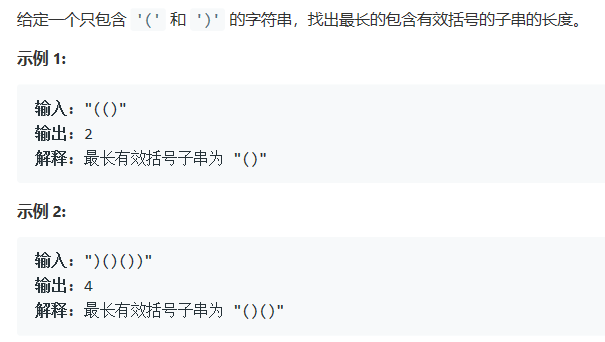 给定一个只包含 '(' 和 ')' 的字符串，找出最长的包含有效括号的子串的长度。
示例 1:
输入: "(()"
输出: 2
解释: 最长有效括号子串为 "()"
示例 2:
输入: ")()())"
输出: 4
解释: 最长有效括号子串为 "()()"